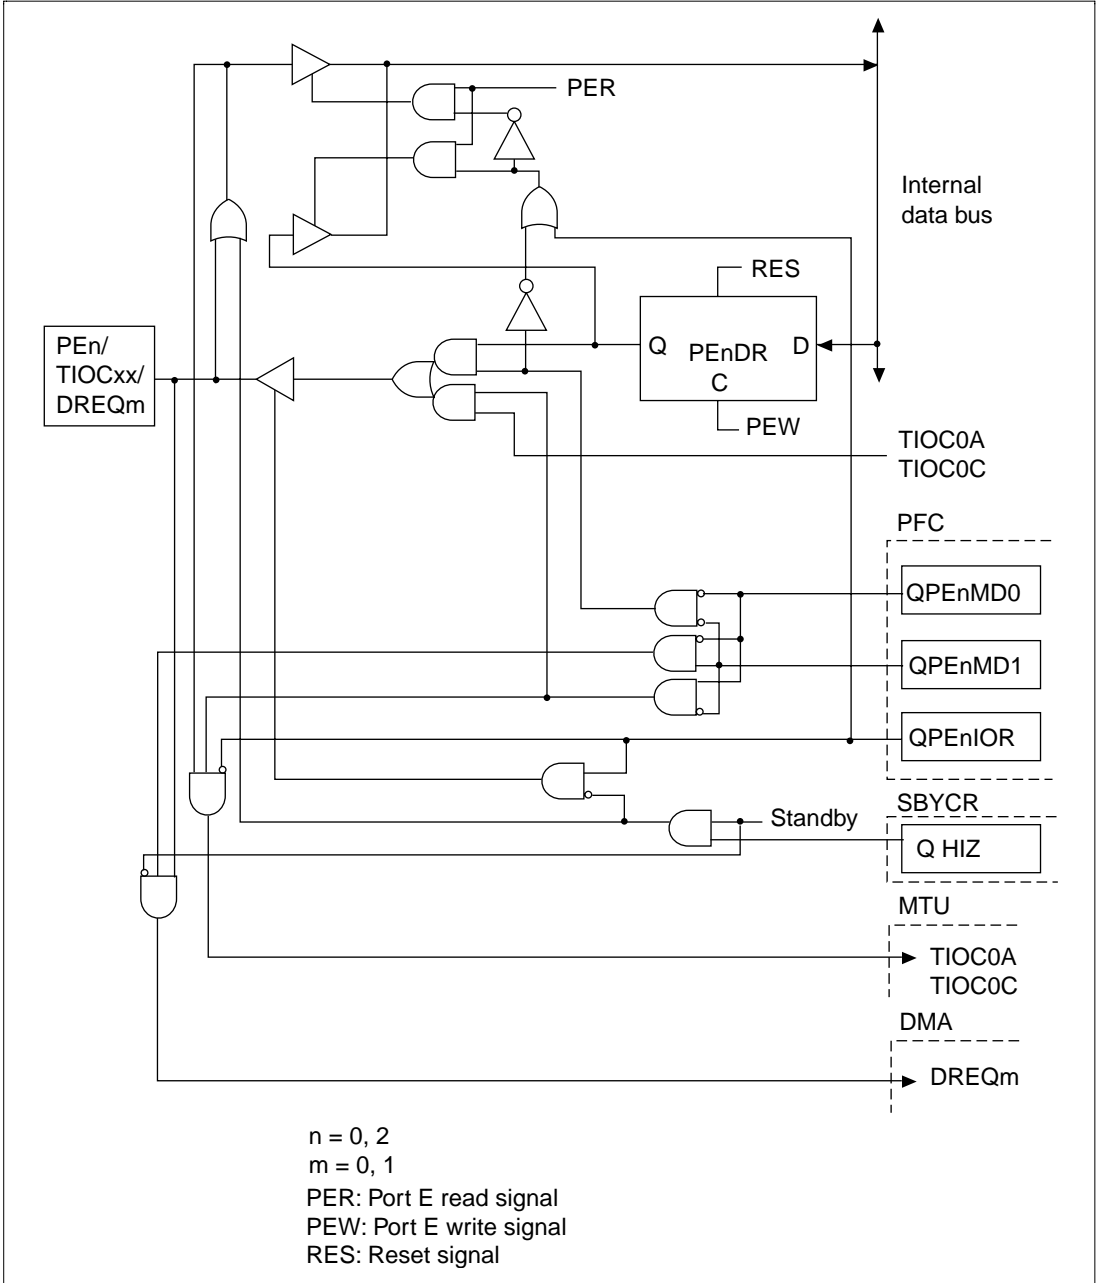 PER
Internal
data bus
RES
PEn/
TIOCxx/
DREQm
Q PEnDR D
C
PEW
TIOC0A
TIOC0C
PFC
QPEnMD0
QPEnMD1
QPEnIOR
SBYCR
Standby
Q HIZ
MTU
TIOC0A
TIOC0C
DMA
DREQm
n = 0, 2
m = 0, 1
PER: Port E read signal
PEW: Port E write signal
RES: Reset signal